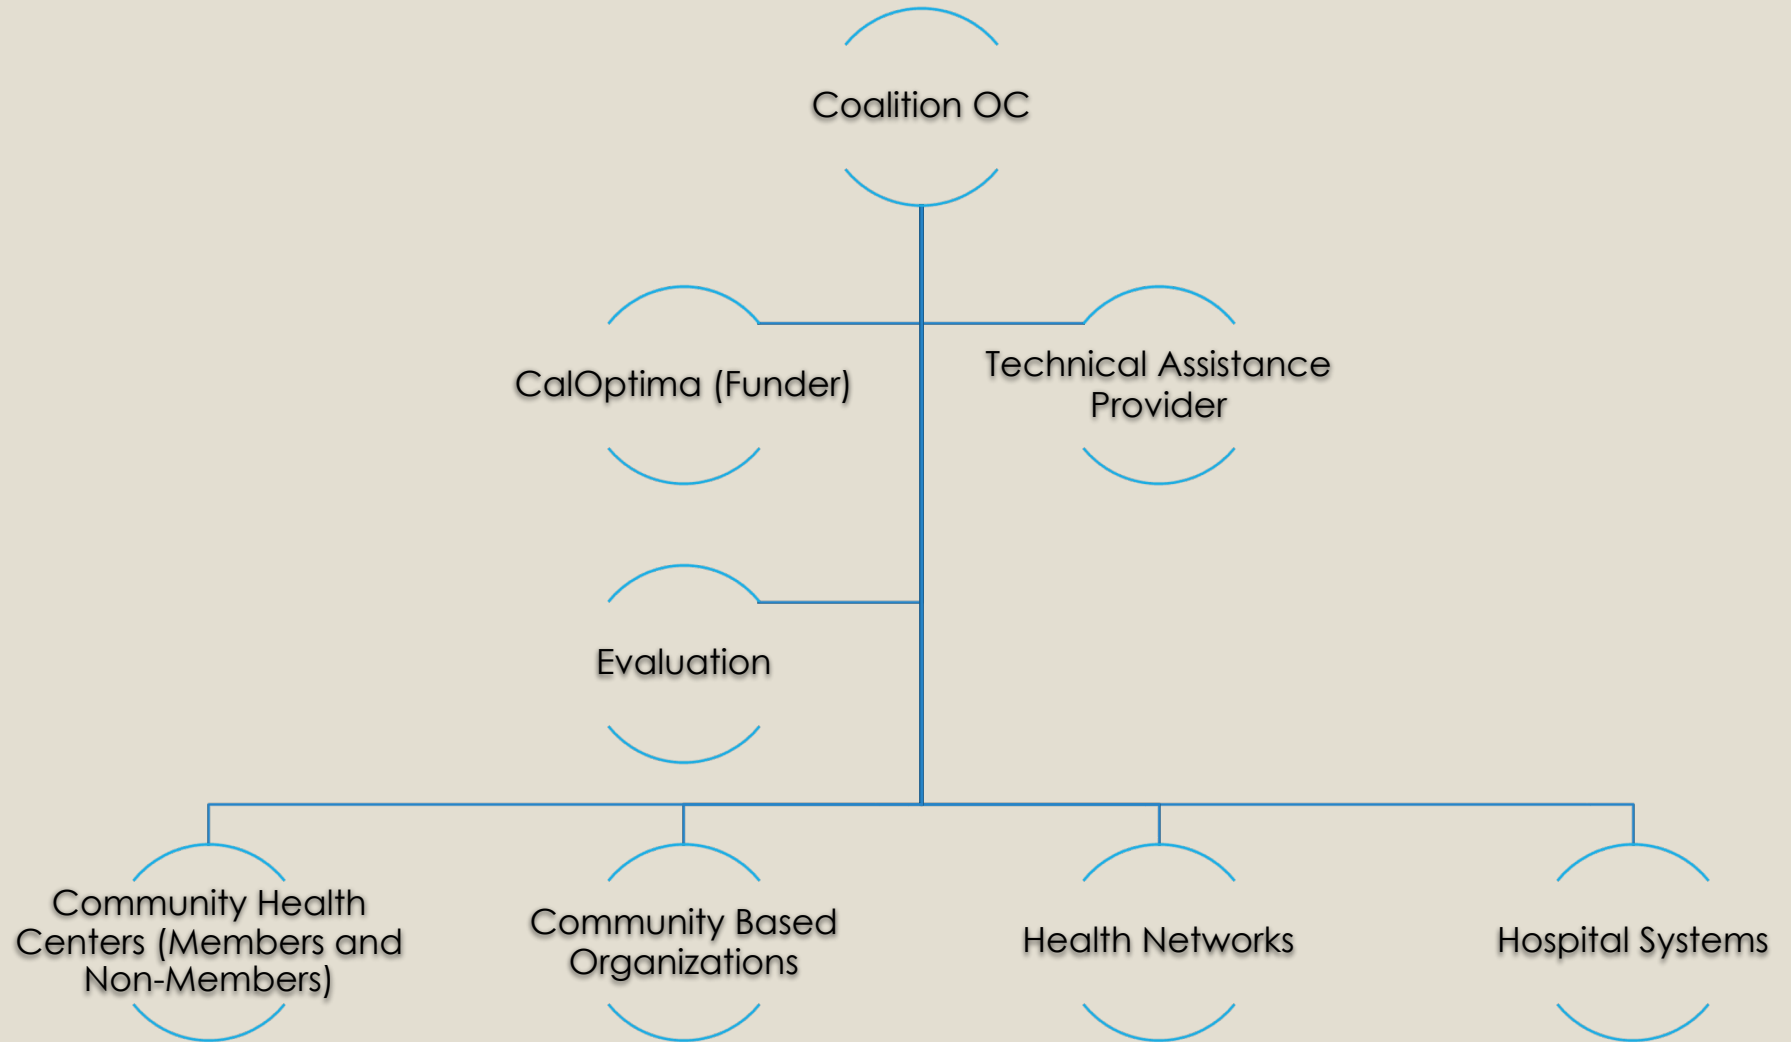 Coalition OC
CalOptima (Funder)
Technical Assistance
Provider
Evaluation
Community Health
Centers (Members and
Non-Members)
Community Based
Organizations
Health Networks
Hospital Systems